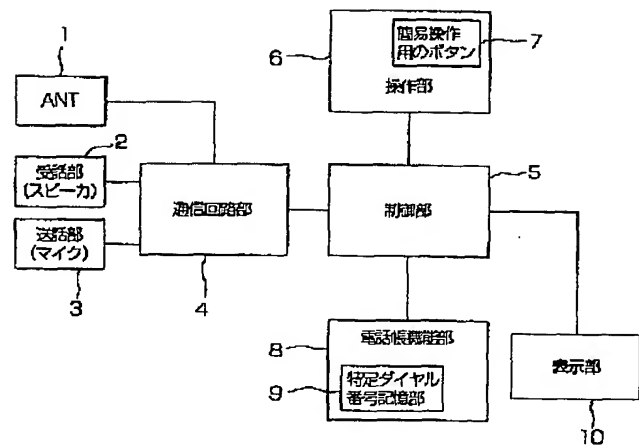 1
ANT
2
受話部
(スピーカ)
送話部
(マイク)
3
通信回路部
4
6
簡易操作
用のボタン
7
操作部
制御部
5
8
電話帳機能部
9
特定ダイヤル
番号記憶部
表示部
10